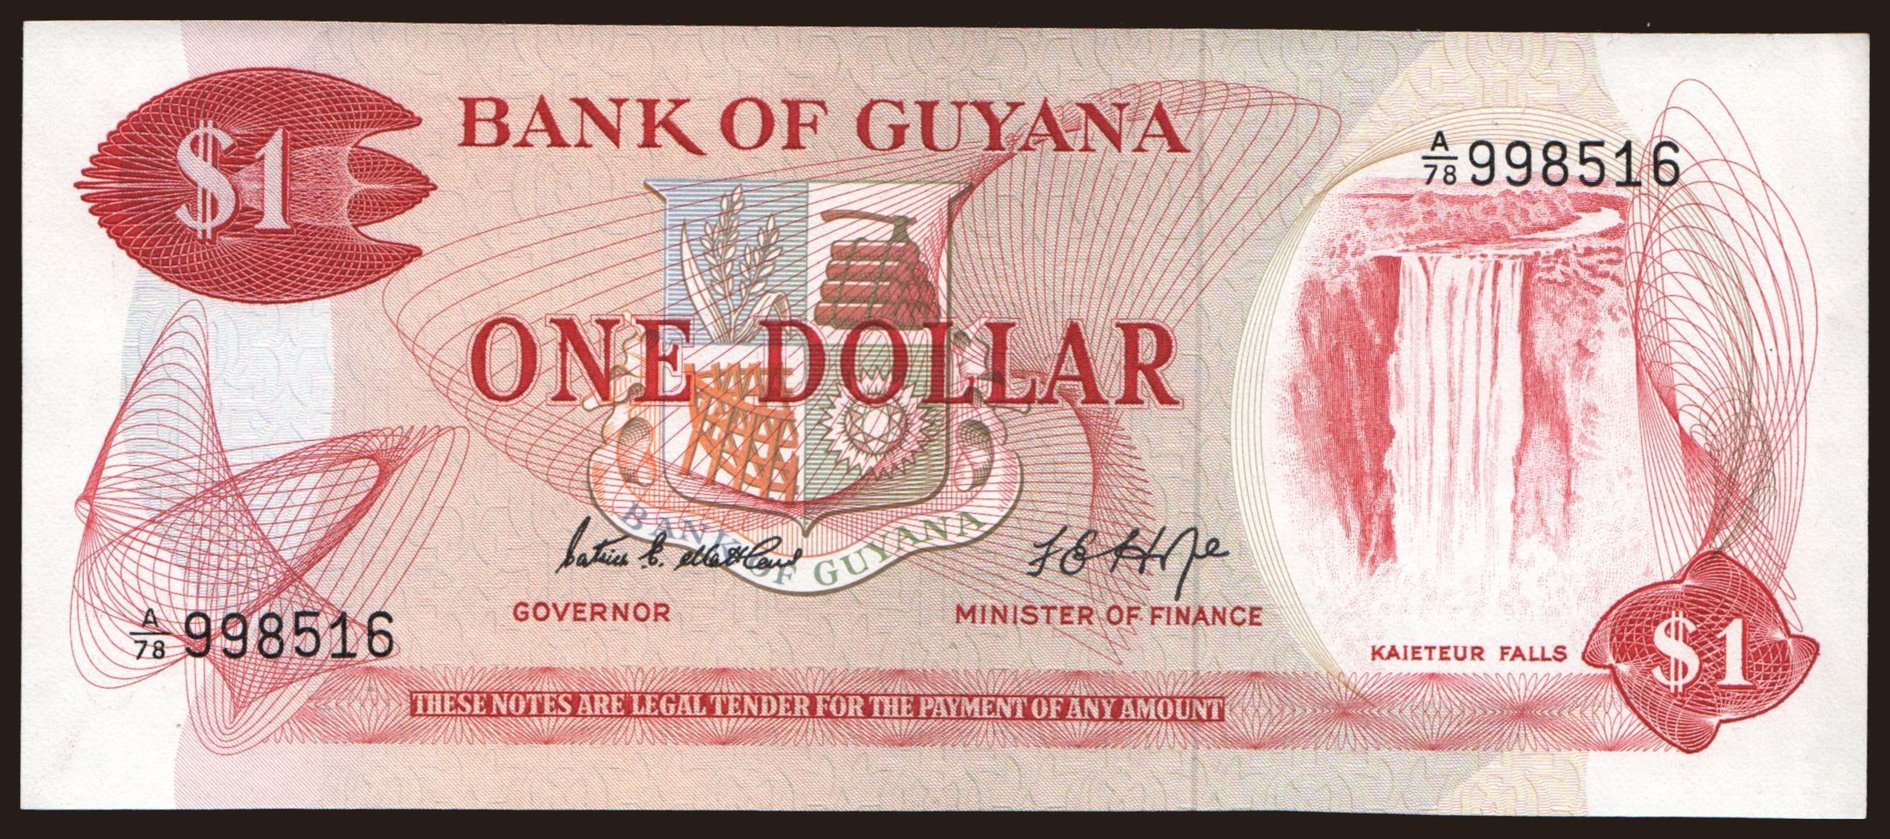 $1
BANK OF GUYANA
A/78 998516
ONE DOLLAR
BANK OF GUYANA
GOVERNOR
MINISTER OF FINANCE
A/78 998516
KAIETEUR FALLS
$1
THESE NOTES ARE LEGAL TENDER FOR THE PAYMENT OF ANY AMOUNT